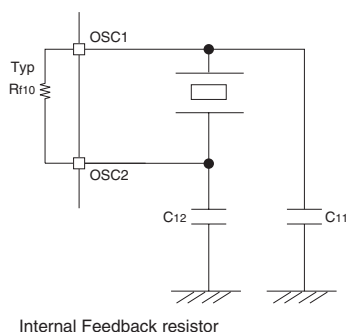 OSC1
Typ
Rf10
OSC2
C12
C11
Internal Feedback resistor